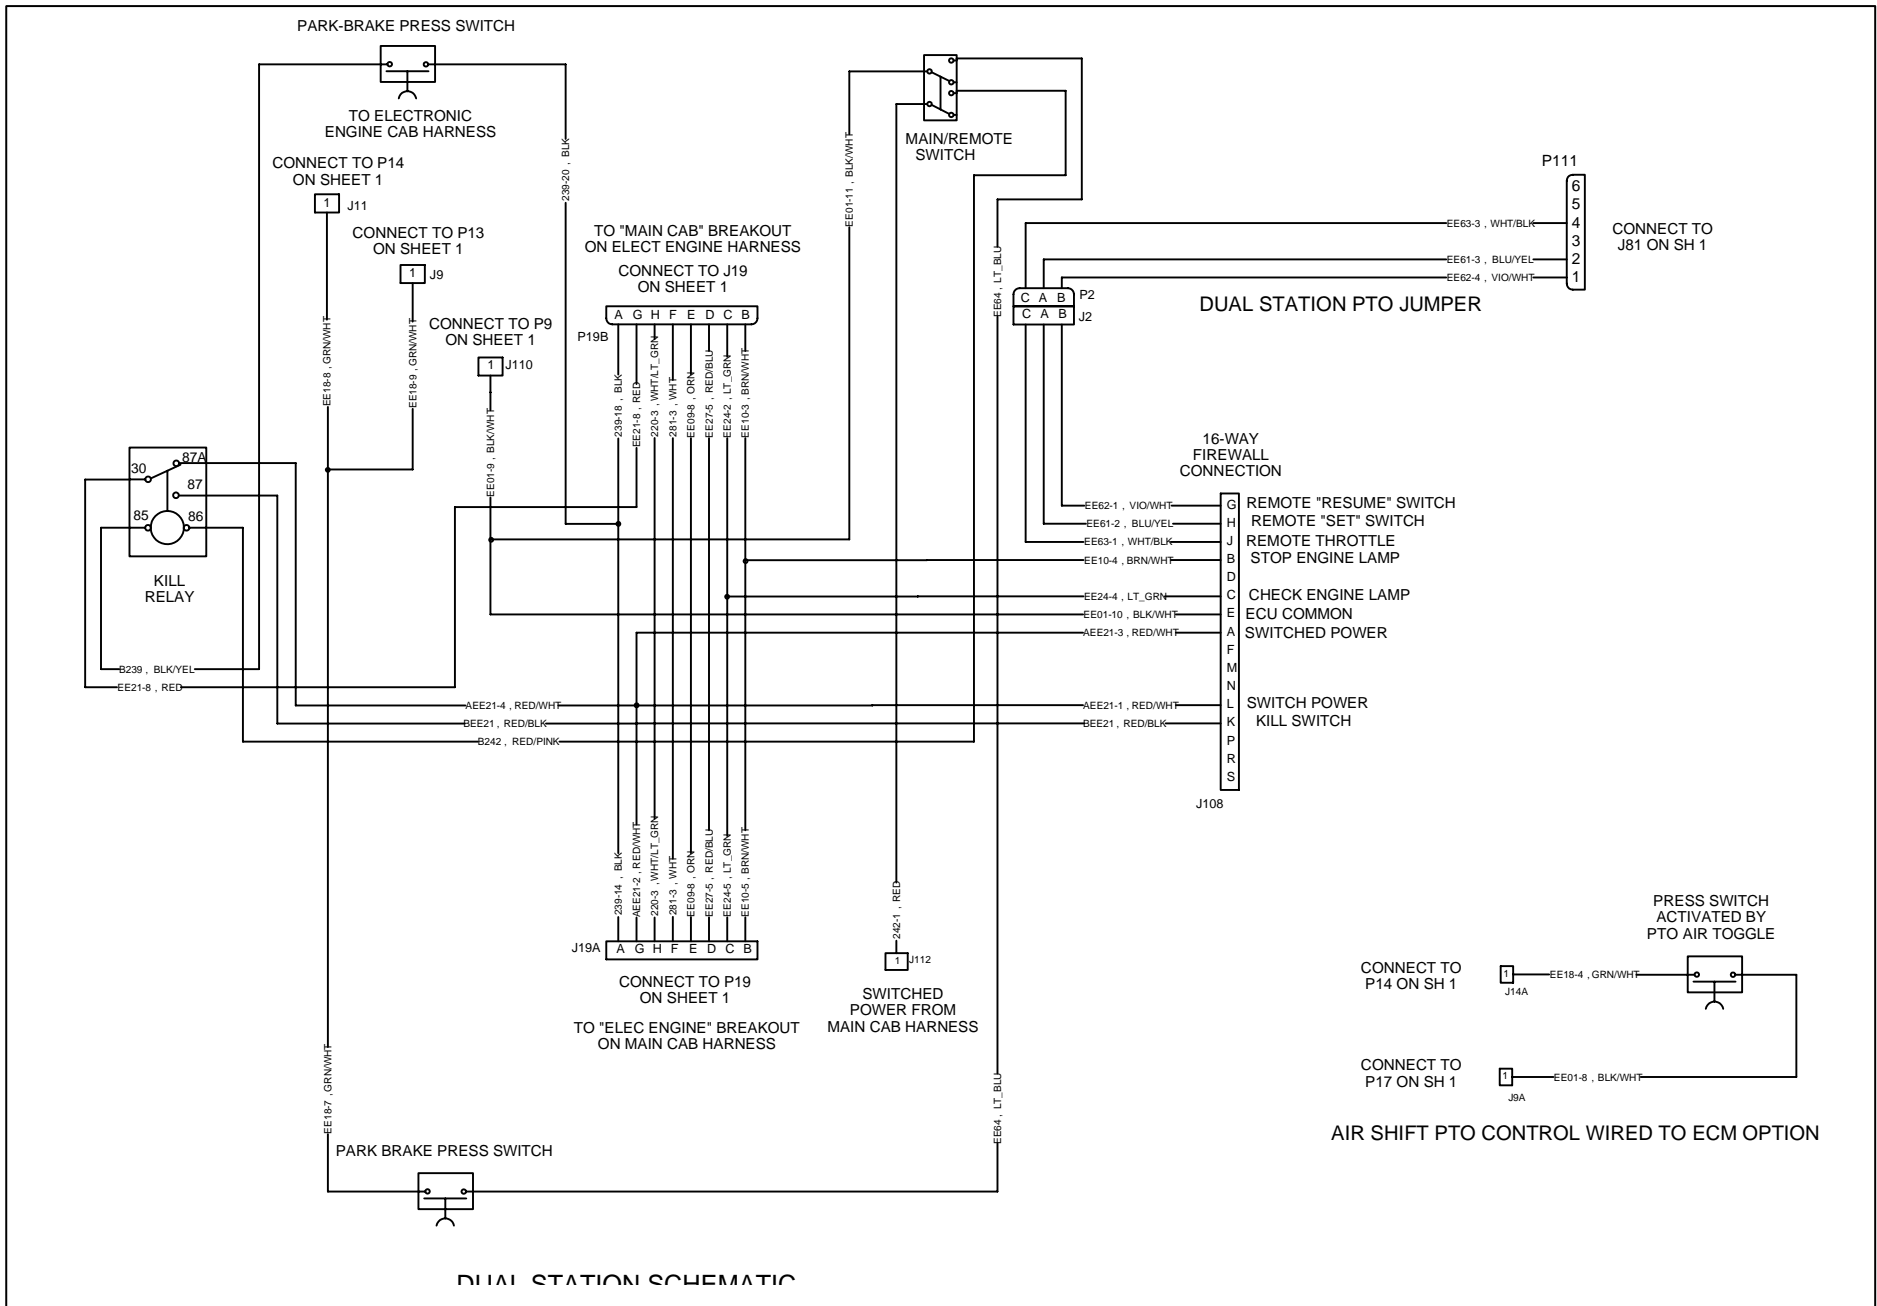 PARK-BRAKE PRESS SWITCH
TO ELECTRONIC
ENGINE CAB HARNESS
CONNECT TO P14
ON SHEET 1
1 J11
CONNECT TO P13
ON SHEET 1
1 J9
CONNECT TO P9
ON SHEET 1
1 J110
239-20 , BLK
EE18-8 , GRN/WHT
EE18-9 , GRN/WHT
EE01-9 , BLK/WHT
TO "MAIN CAB" BREAKOUT
ON ELECT ENGINE HARNESS
CONNECT TO J19
ON SHEET 1
A G H F E D C B
P19B
239-18 , BLK
EE21-8 , RED
220-3 , WHT/LT_GRN
281-3 , WHT
EE09-8 , ORN
EE27-5 , RED/BLU
EE24-2 , LT_GRN
EE10-3 , BRN/WHT
MAIN/REMOTE
SWITCH
EE01-11 , BLK/WHT
EE64 , LT_BLU
P111
6
5
4
3
2
1
EE63-3 , WHT/BLK
EE61-3 , BLU/YEL
EE62-4 , VIO/WHT
CONNECT TO
J81 ON SH 1
C A B P2
C A B J2
DUAL STATION PTO JUMPER
30
87A
87
85
86
KILL
RELAY
B239 , BLK/YEL
EE21-8 , RED
AEE21-4 , RED/WHT
BEE21 , RED/BLK
B242 , RED/PINK
16-WAY
FIREWALL
CONNECTION
EE62-1 , VIO/WHT G REMOTE "RESUME" SWITCH
EE61-2 , BLU/YEL H REMOTE "SET" SWITCH
EE63-1 , WHT/BLK J REMOTE THROTTLE
EE10-4 , BRN/WHT B STOP ENGINE LAMP
D
EE24-4 , LT_GRN C CHECK ENGINE LAMP
EE01-10 , BLK/WHT E ECU COMMON
AEE21-3 , RED/WHT A SWITCHED POWER
F
M
N
AEE21-1 , RED/WHT L SWITCH POWER
BEE21 , RED/BLK K KILL SWITCH
P
R
S
J108
239-14 , BLK
AEE21-2 , RED/WHT
220-3 , WHT/LT_GRN
281-3 , WHT
EE09-8 , ORN
EE27-5 , RED/BLU
EE24-5 , LT_GRN
EE10-5 , BRN/WHT
J19A
A G H F E D C B
CONNECT TO P19
ON SHEET 1
TO "ELEC ENGINE" BREAKOUT
ON MAIN CAB HARNESS
242-1 , RED
1 J112
SWITCHED
POWER FROM
MAIN CAB HARNESS
EE18-7 , GRN/WHT
EE64 , LT_BLU
PARK BRAKE PRESS SWITCH
PRESS SWITCH
ACTIVATED BY
PTO AIR TOGGLE
CONNECT TO
P14 ON SH 1
1
J14A
EE18-4 , GRN/WHT
CONNECT TO
P17 ON SH 1
1
J9A
EE01-8 , BLK/WHT
AIR SHIFT PTO CONTROL WIRED TO ECM OPTION
DUAL STATION SCHEMATIC